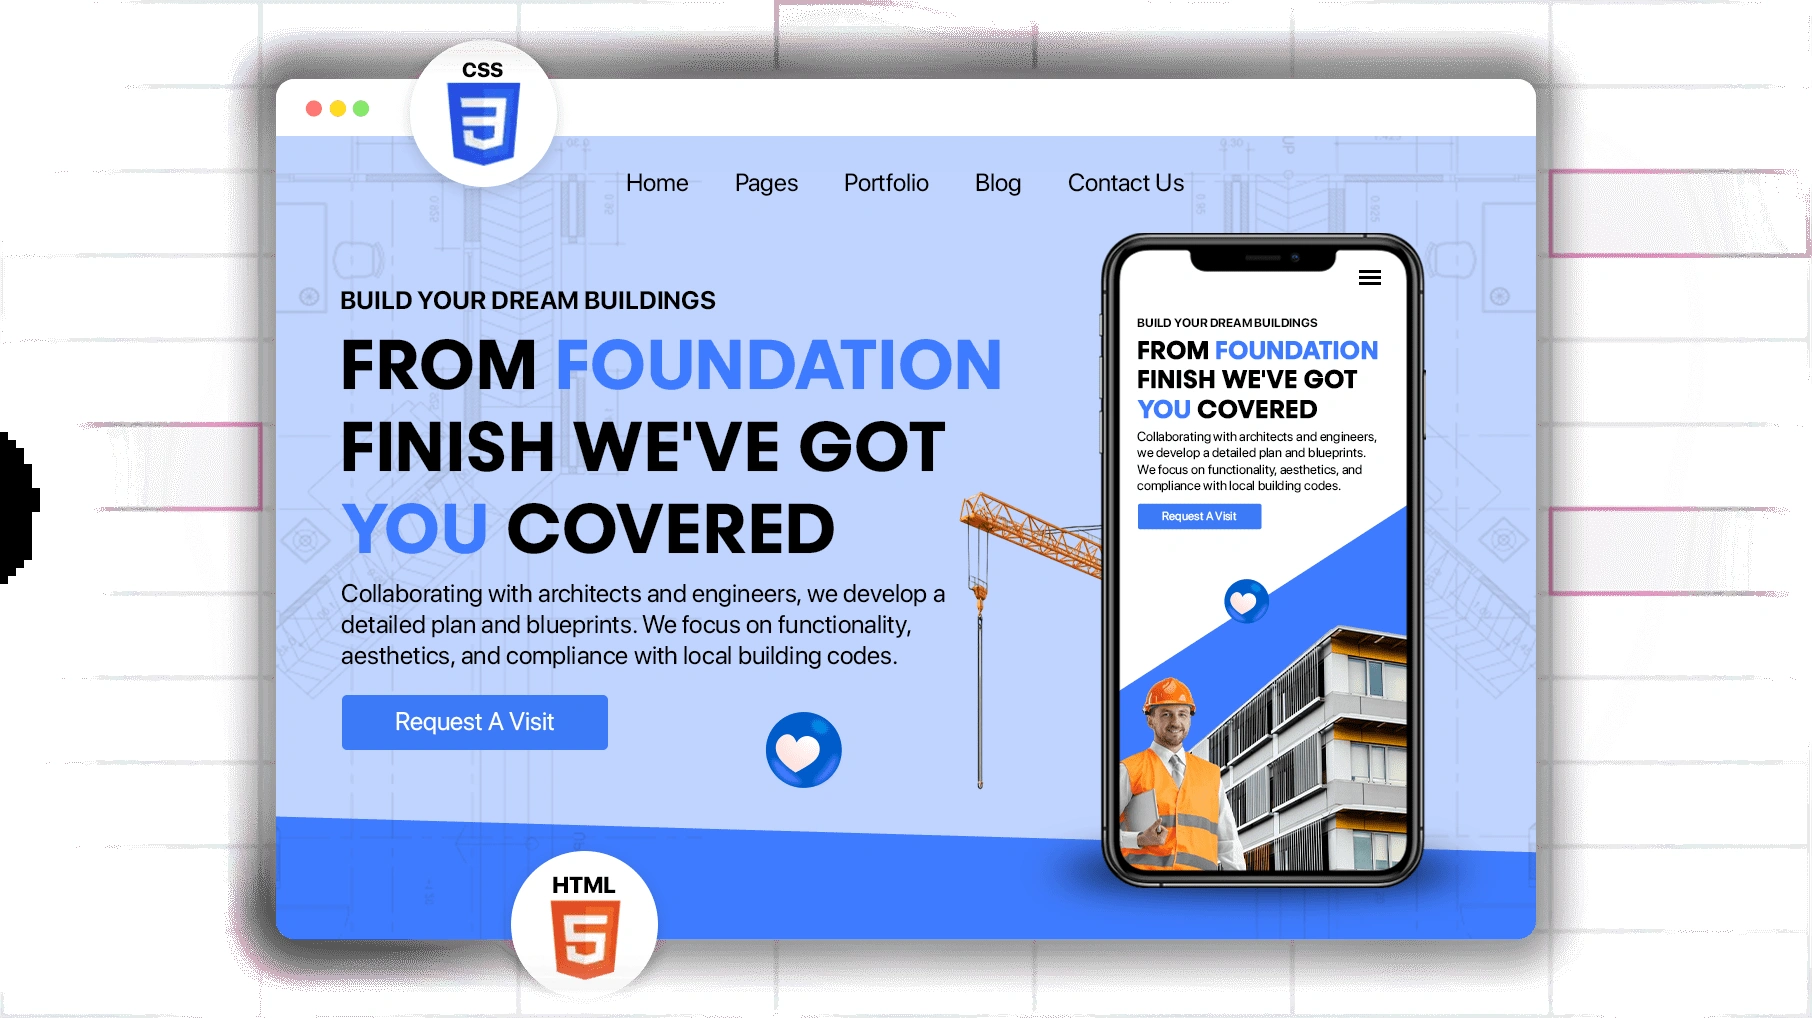 CSS
Home Pages Portfolio Blog Contact Us
BUILD YOUR DREAM BUILDINGS
FROM FOUNDATION
FINISH WE'VE GOT
YOU COVERED
Collaborating with architects and engineers, we develop a
detailed plan and blueprints. We focus on functionality,
aesthetics, and compliance with local building codes.
Request A Visit
BUILD YOUR DREAM BUILDINGS
FROM FOUNDATION
FINISH WE'VE GOT
YOU COVERED
Collaborating with architects and engineers,
we develop a detailed plan and blueprints.
We focus on functionality, aesthetics, and
compliance with local building codes.
Request A Visit
HTML
5